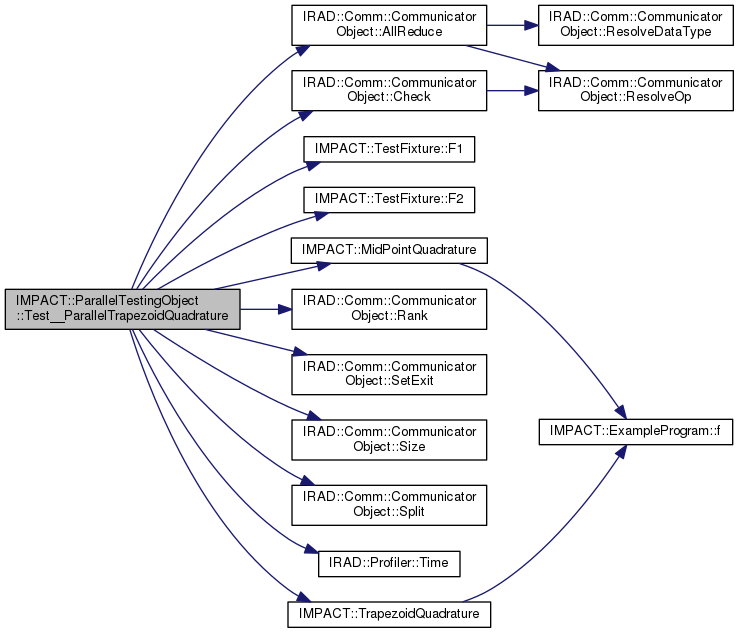 IMPACT::ParallelTestingObject
::Test__ParallelTrapezoidQuadrature
IRAD::Comm::Communicator
Object::AllReduce
IRAD::Comm::Communicator
Object::ResolveDataType
IRAD::Comm::Communicator
Object::Check
IRAD::Comm::Communicator
Object::ResolveOp
IMPACT::TestFixture::F1
IMPACT::TestFixture::F2
IMPACT::MidPointQuadrature
IRAD::Comm::Communicator
Object::Rank
IRAD::Comm::Communicator
Object::SetExit
IRAD::Comm::Communicator
Object::Size
IMPACT::ExampleProgram::f
IRAD::Comm::Communicator
Object::Split
IRAD::Profiler::Time
IMPACT::TrapezoidQuadrature